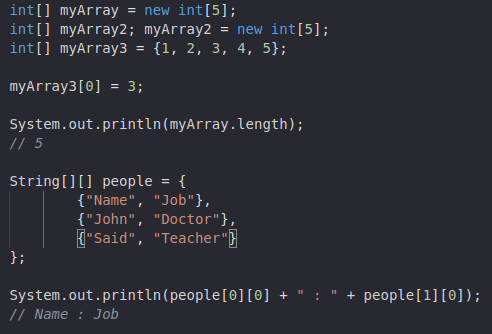 int[] myArray = new int[5];
int[] myArray2; myArray2 = new int[5];
int[] myArray3 = {1, 2, 3, 4, 5};
myArray3[0] = 3;
System.out.println(myArray.length);
// 5
String[][] people = {
{"Name", "Job"},
{"John", "Doctor"},
{"Said", "Teacher"}
};
System.out.println(people[0][0] + " : " + people[1][0]);
// Name : Job